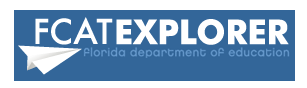 FCATEXPLORER
florida department of education